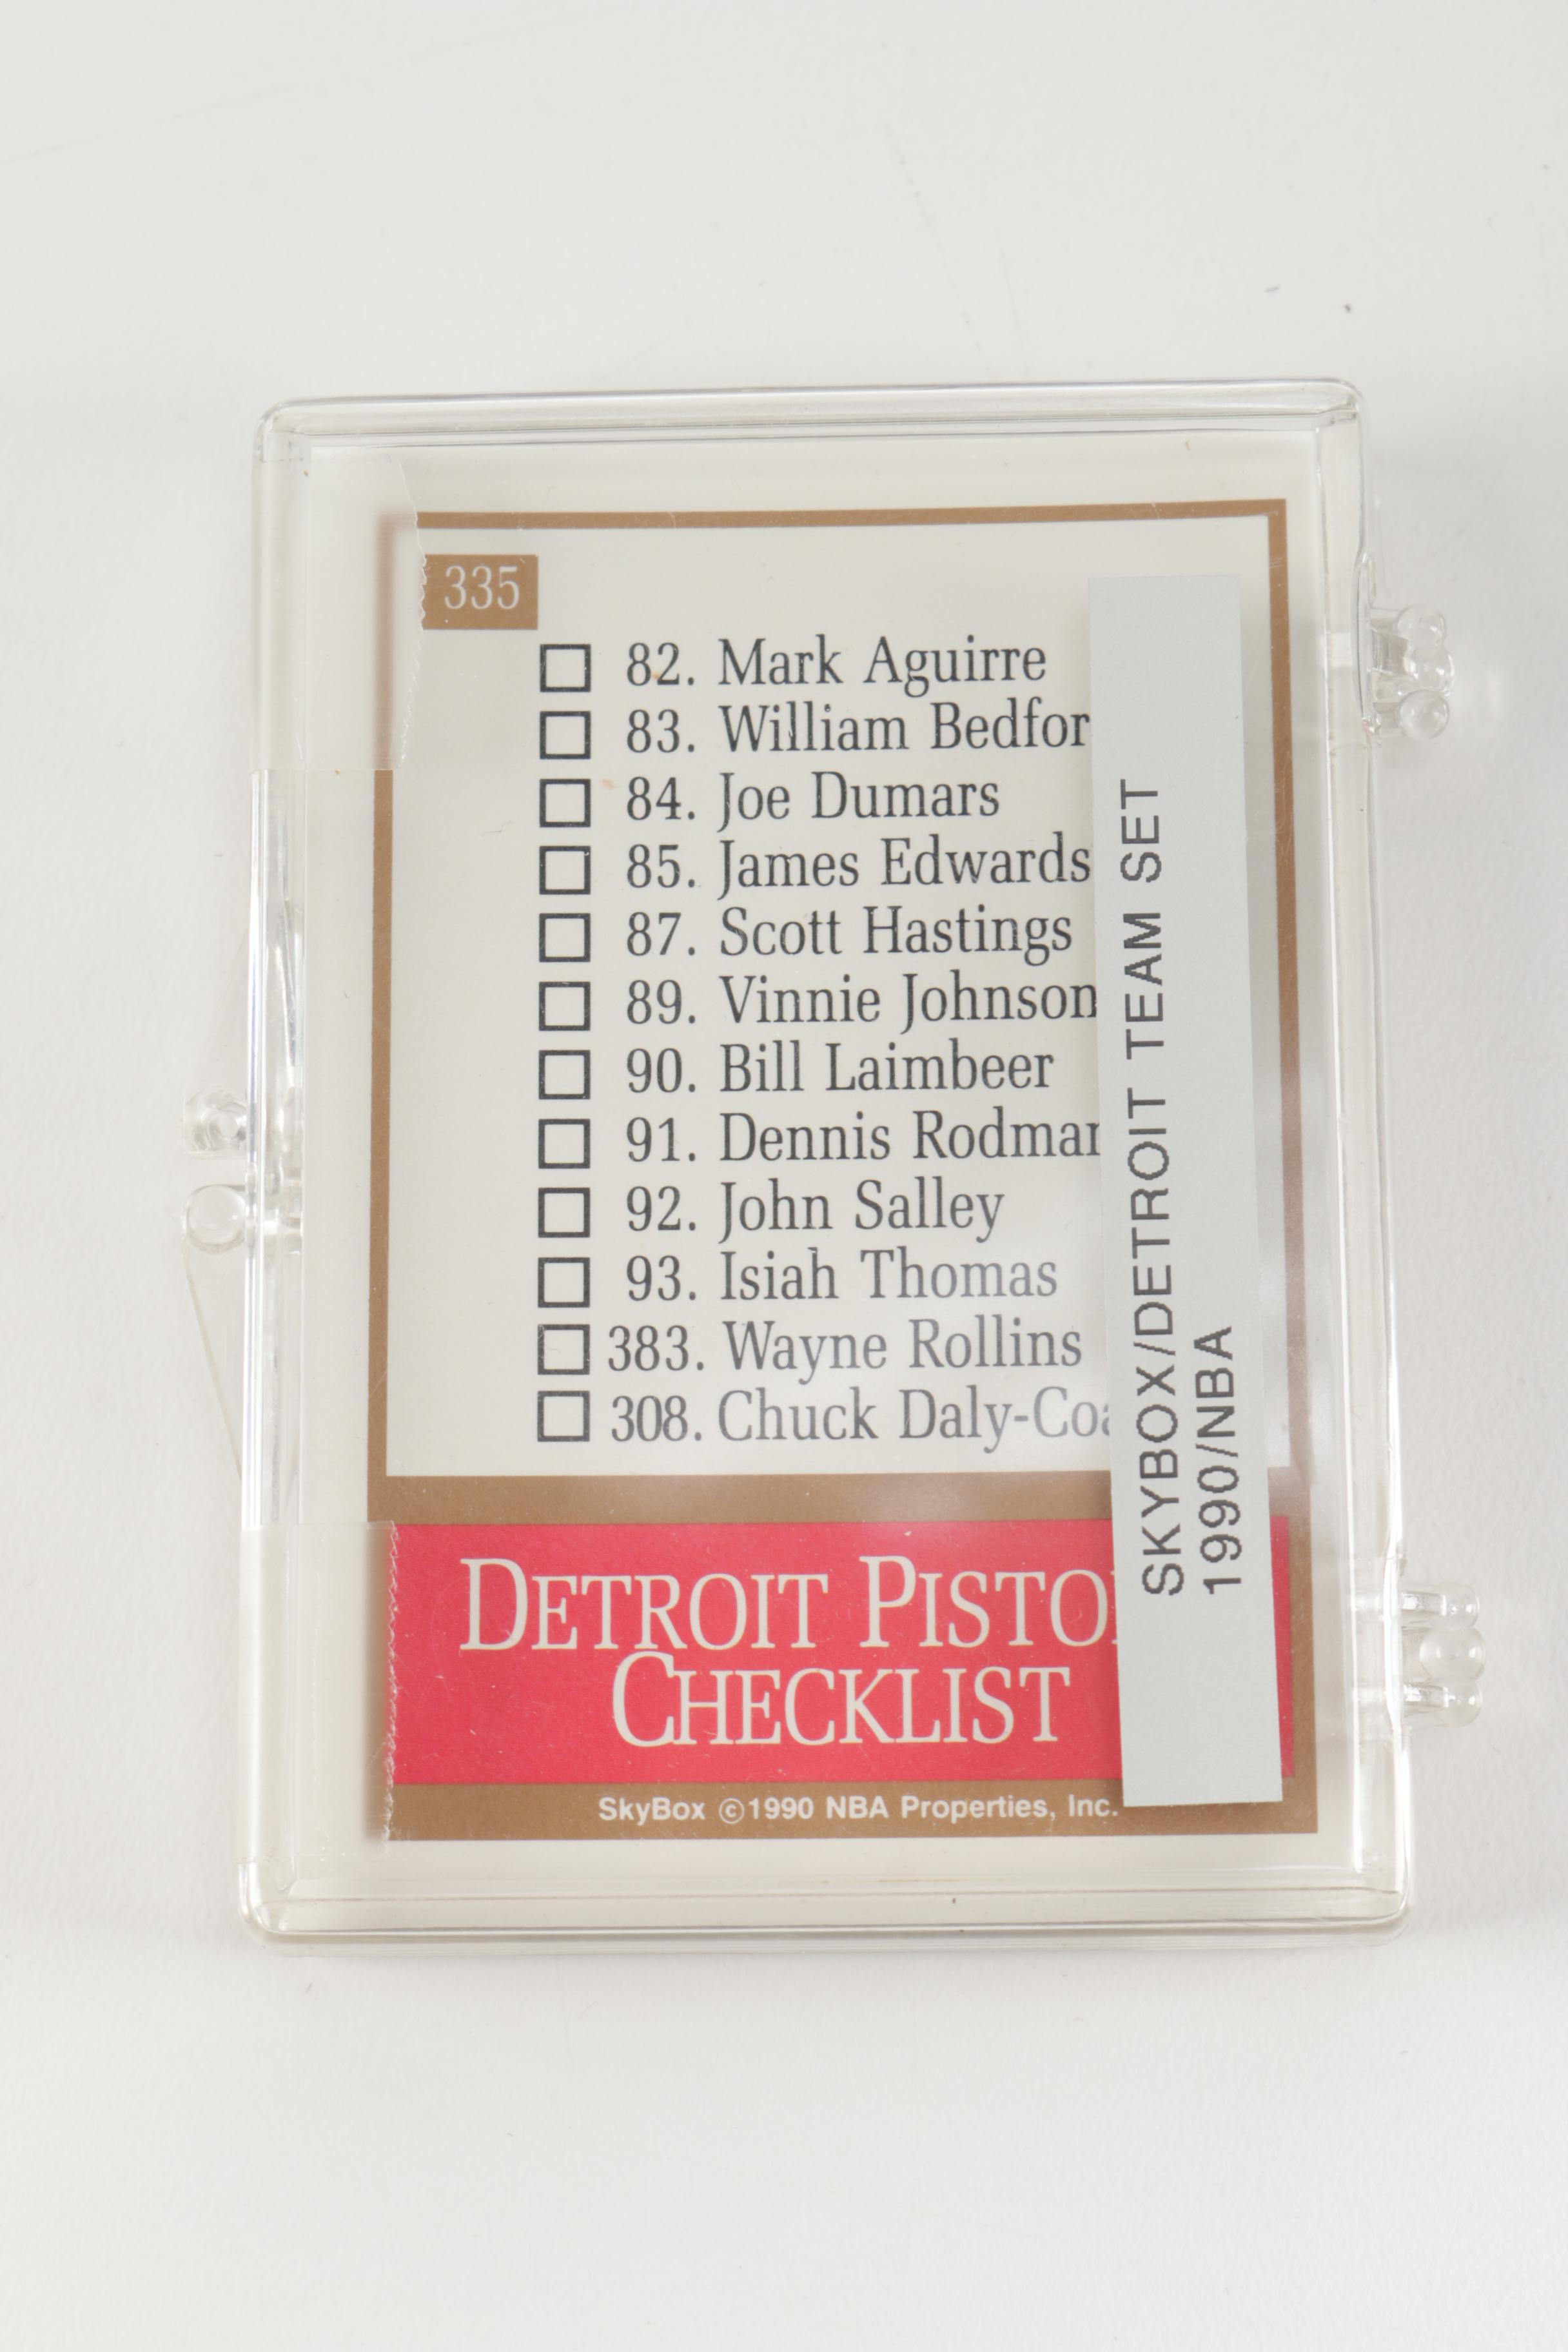 335
82. Mark Aguirre
83. William Bedfor
84. Joe Dumars
85. James Edwards
87. Scott Hastings
89. Vinnie Johnson
90. Bill Laimbeer
91. Dennis Rodman
92. John Salley
93. Isiah Thomas
383. Wayne Rollins
308. Chuck Daly-Coa
DETROIT PISTO
CHECKLIST
SkyBox ©1990 NBA Properties, Inc.
SKYBOX/DETROIT TEAM SET
1990/NBA